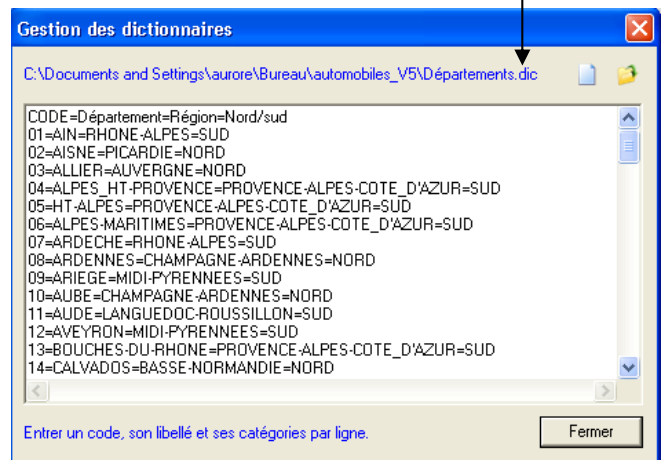 Gestion des dictionnaires
C:\Documents and Settings\aurore\Bureau\automobiles_V5\Départements.dic
CODE=Département=Région=Nord/sud
01=AIN=RHONE-ALPES=SUD
02=AISNE=PICARDIE=NORD
03=ALLIER=AUVERGNE=NORD
04=ALPES_HT-PROVENCE=PROVENCE-ALPES-COTE_D'AZUR=SUD
05=HT-ALPES=PROVENCE-ALPES-COTE_D'AZUR=SUD
06=ALPES-MARITIMES=PROVENCE-ALPES-COTE_D'AZUR=SUD
07=ARDECHE=RHONE-ALPES=SUD
08=ARDENNES=CHAMPAGNE-ARDENNES=NORD
09=ARIEGE=MIDI-PYRENNEES=SUD
10=AUBE=CHAMPAGNE-ARDENNES=NORD
11=AUDE=LANGUEDOC-ROUSSILLON=SUD
12=AVEYRON=MIDI-PYRENNEES=SUD
13=BOUCHES-DU-RHONE=PROVENCE-ALPES-COTE_D'AZUR=SUD
14=CALVADOS=BASSE-NORMANDIE=NORD
Entrer un code, son libellé et ses catégories par ligne.
Fermer